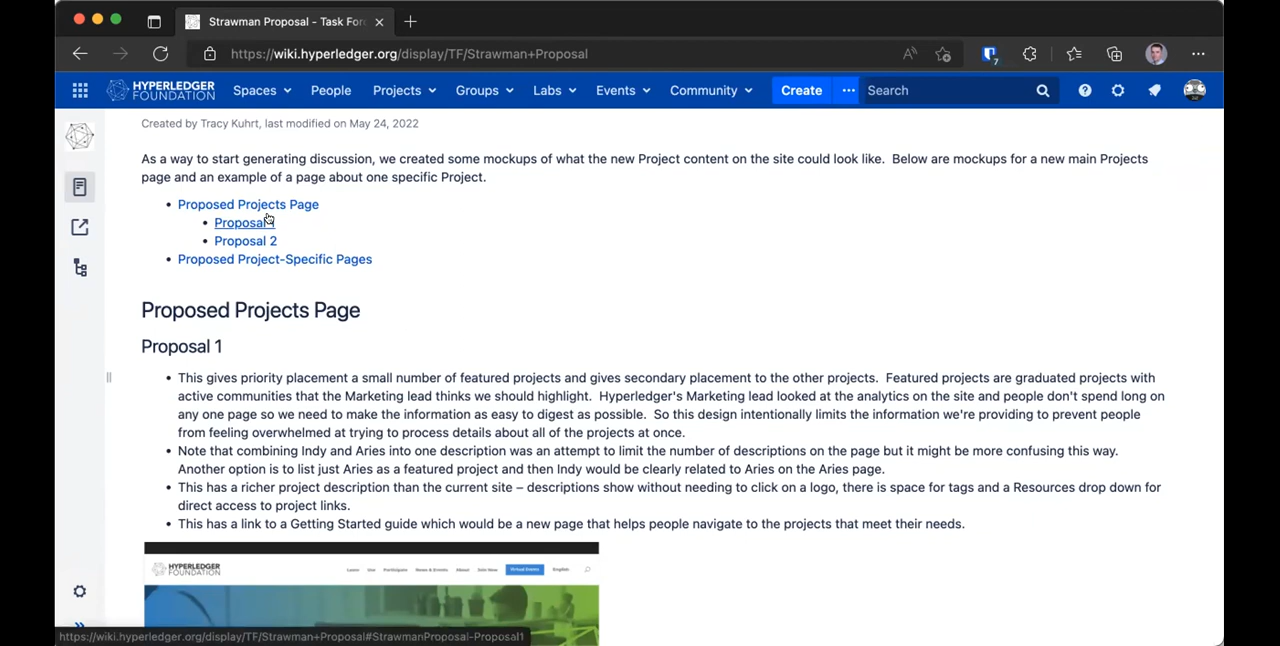 Strawman Proposal - Task For
https://wiki.hyperledger.org/display/TF/Strawman+Proposal
7
HYPERLEDGER
FOUNDATION
Spaces People Projects Groups Labs Events Community Create ••• Search
Created by Tracy Kuhrt, last modified on May 24, 2022
As a way to start generating discussion, we created some mockups of what the new Project content on the site could look like. Below are mockups for a new main Projects
page and an example of a page about one specific Project.
• Proposed Projects Page
• Proposal 1
• Proposal 2
• Proposed Project-Specific Pages
Proposed Projects Page
Proposal 1
• This gives priority placement a small number of featured projects and gives secondary placement to the other projects. Featured projects are graduated projects with
active communities that the Marketing lead thinks we should highlight. Hyperledger's Marketing lead looked at the analytics on the site and people don't spend long on
any one page so we need to make the information as easy to digest as possible. So this design intentionally limits the information we're providing to prevent people
from feeling overwhelmed at trying to process details about all of the projects at once.
• Note that combining Indy and Aries into one description was an attempt to limit the number of descriptions on the page but it might be more confusing this way.
Another option is to list just Aries as a featured project and then Indy would be clearly related to Aries on the Aries page.
• This has a richer project description than the current site – descriptions show without needing to click on a logo, there is space for tags and a Resources drop down for
direct access to project links.
• This has a link to a Getting Started guide which would be a new page that helps people navigate to the projects that meet their needs.
HYPERLEDGER
FOUNDATION
Learn Use Participate News & Events About Join Now Virtual Events English
https://wiki.hyperledger.org/display/TF/Strawman+Proposal#StrawmanProposal-Proposal1